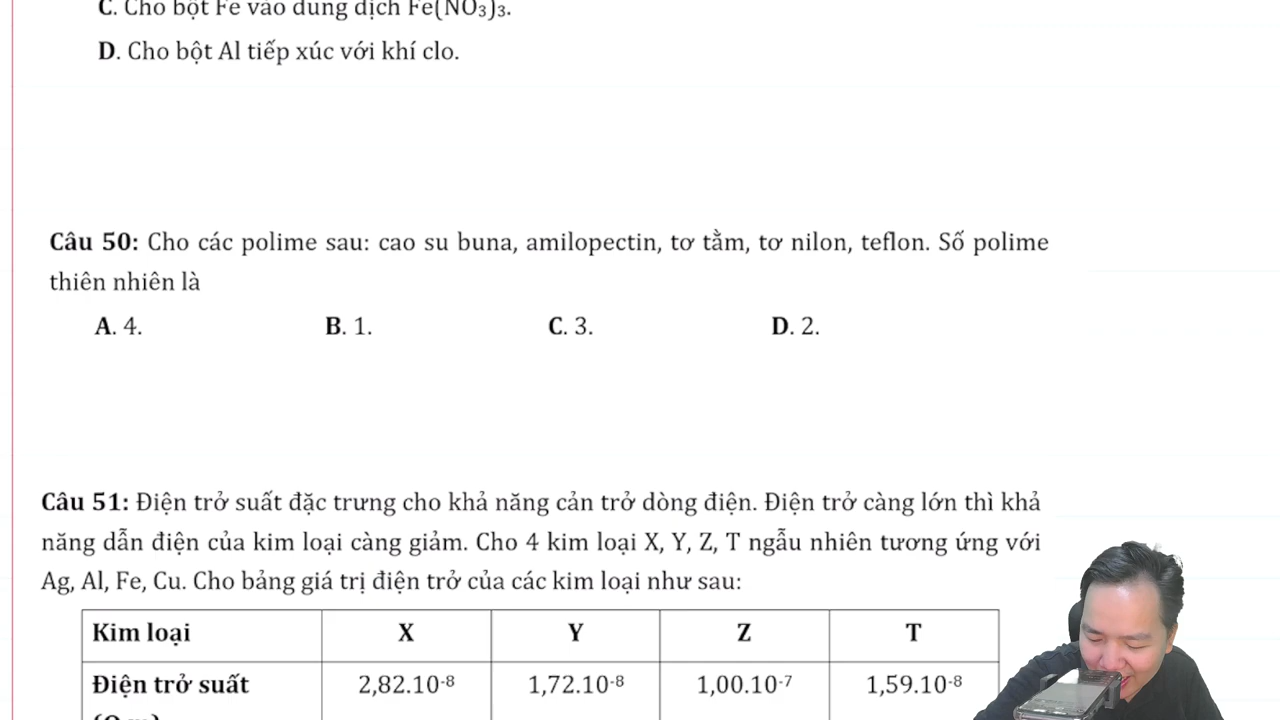 C. Cho bột Fe vào dung dịch Fe(NO₃)₃.
D. Cho bột Al tiếp xúc với khí clo.
Câu 50: Cho các polime sau: cao su buna, amilopectin, tơ tằm, tơ nilon, teflon. Số polime
thiên nhiên là
A. 4. B. 1. C. 3. D. 2.
Câu 51: Điện trở suất đặc trưng cho khả năng cản trở dòng điện. Điện trở càng lớn thì khả
năng dẫn điện của kim loại càng giảm. Cho 4 kim loại X, Y, Z, T ngẫu nhiên tương ứng với
Ag, Al, Fe, Cu. Cho bảng giá trị điện trở của các kim loại như sau:
Kim loại X Y Z T
Điện trở suất 2,82.10⁻⁸ 1,72.10⁻⁸ 1,00.10⁻⁷ 1,59.10⁻⁸